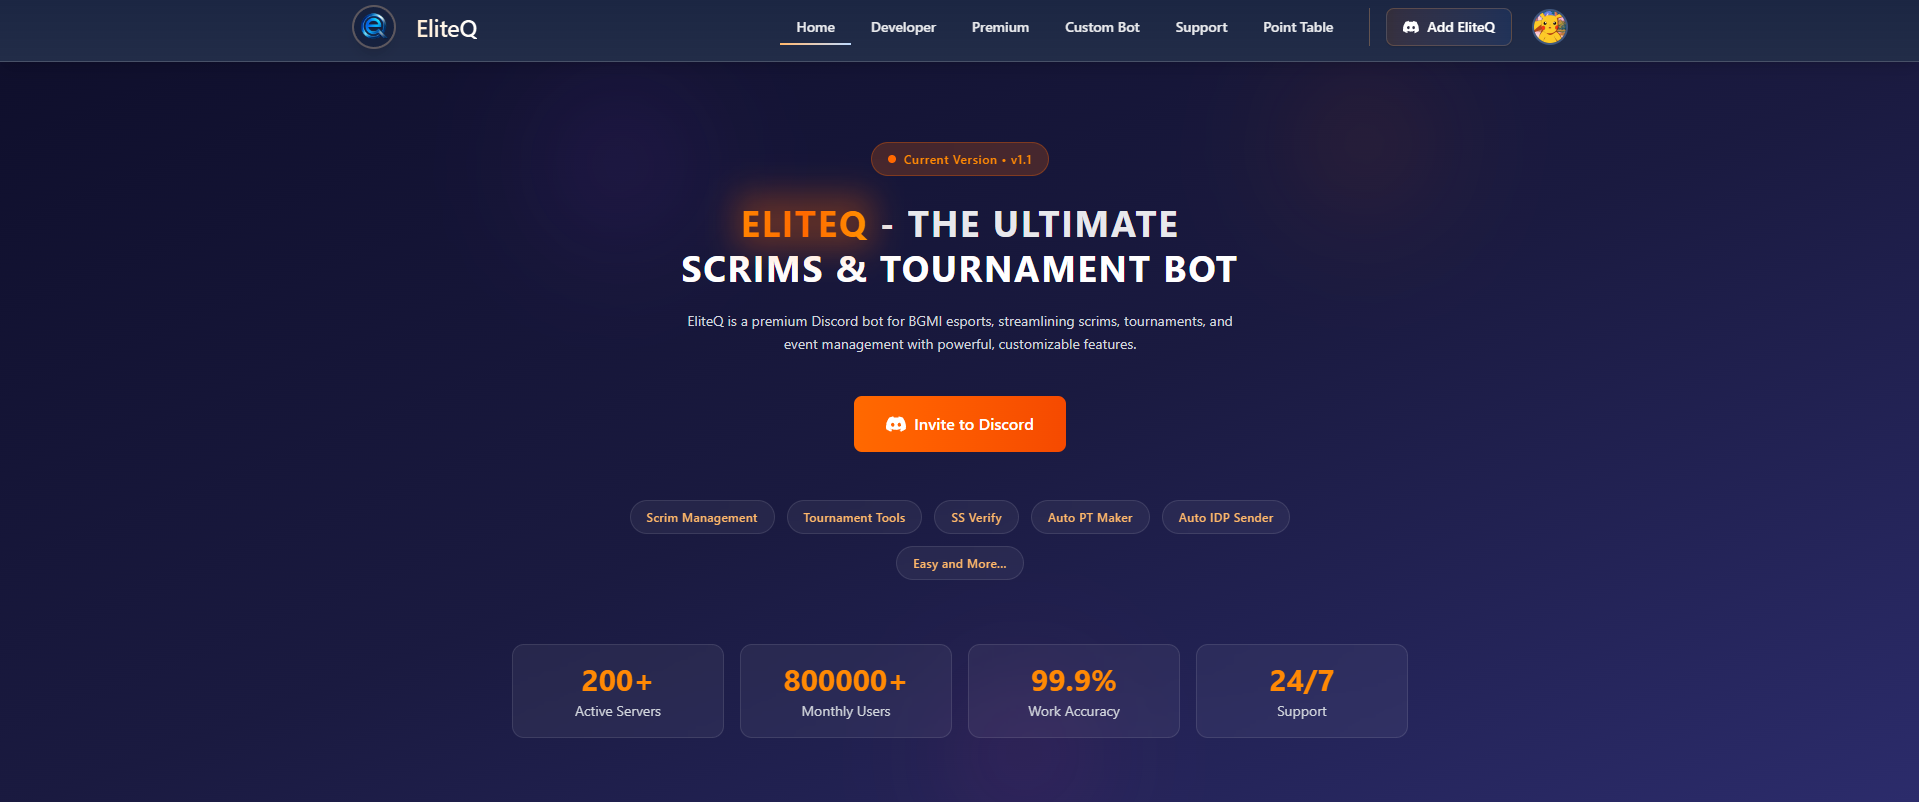 EliteQ
Home
Developer
Premium
Custom Bot
Support
Point Table
Add EliteQ
Current Version • v1.1
ELITEQ - THE ULTIMATE
SCRIMS & TOURNAMENT BOT
EliteQ is a premium Discord bot for BGMI esports, streamlining scrims, tournaments, and
event management with powerful, customizable features.
Invite to Discord
Scrim Management
Tournament Tools
SS Verify
Auto PT Maker
Auto IDP Sender
Easy and More...
200+
Active Servers
800000+
Monthly Users
99.9%
Work Accuracy
24/7
Support